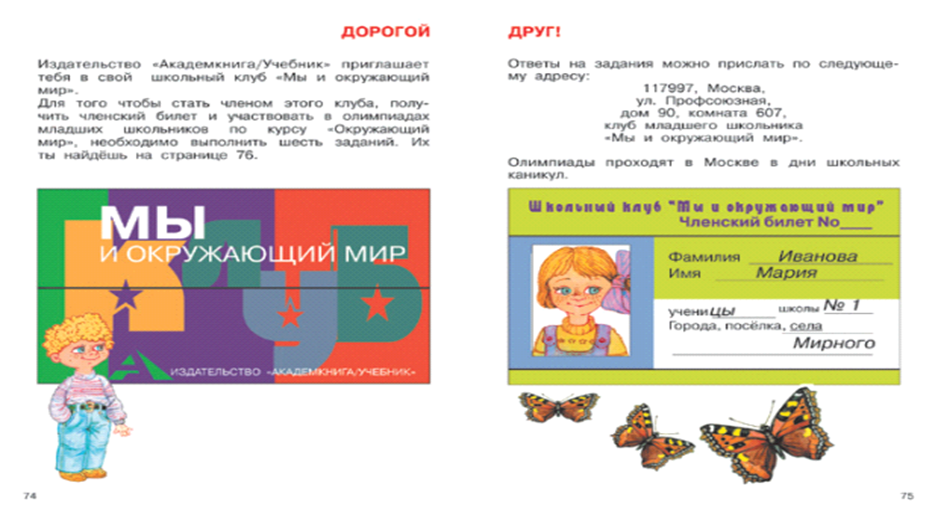 ДОРОГОЙ
Издательство «Академкнига/Учебник» приглашает
тебя в свой школьный клуб «Мы и окружающий
мир».
Для того чтобы стать членом этого клуба, полу-
чить членский билет и участвовать в олимпиадах
младших школьников по курсу «Окружающий
мир», необходимо выполнить шесть заданий. Их
ты найдёшь на странице 76.
МЫ
И ОКРУЖАЮЩИЙ МИР
КЛУБ
ИЗДАТЕЛЬСТВО «АКАДЕМКНИГА/УЧЕБНИК»
74
ДРУГ!
Ответы на задания можно прислать по следующе-
му адресу:
117997, Москва,
ул. Профсоюзная,
дом 90, комната 607,
клуб младшего школьника
«Мы и окружающий мир».
Олимпиады проходят в Москве в дни школьных
каникул.
Школьный клуб "Мы и окружающий мир"
Членский билет No____
Фамилия Иванова
Имя Мария
ученицы школы № 1
Города, посёлка, села
Мирного
75